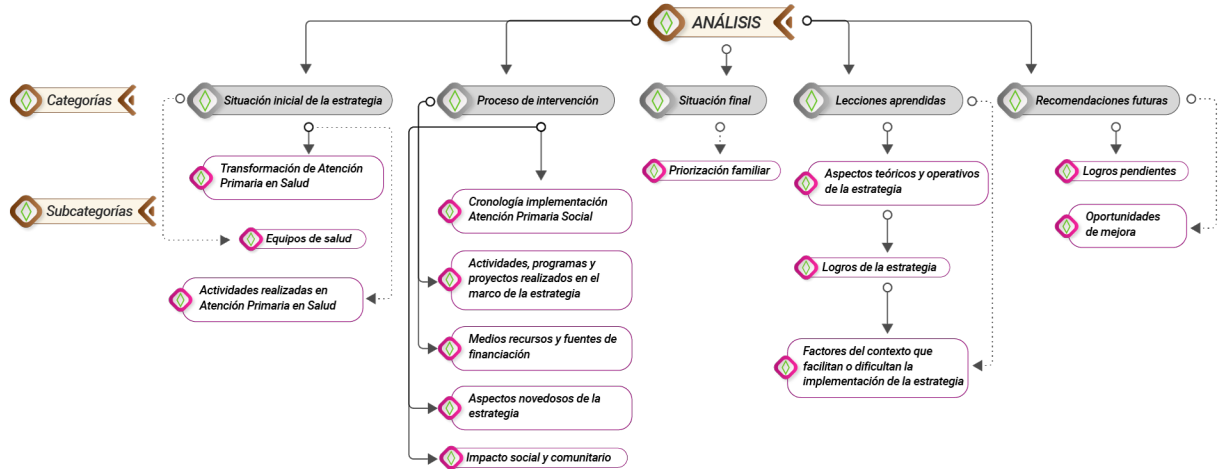 ANÁLISIS
Categorías
Situación inicial de la estrategia
Proceso de intervención
Situación final
Lecciones aprendidas
Recomendaciones futuras
Subcategorías
Transformación de Atención
Primaria en Salud
Equipos de salud
Actividades realizadas en
Atención Primaria en Salud
Cronología implementación
Atención Primaria Social
Actividades, programas y
proyectos realizados en el
marco de la estrategia
Medios recursos y fuentes de
financiación
Aspectos novedosos de la
estrategia
Impacto social y comunitario
Priorización familiar
Aspectos teóricos y operativos
de la estrategia
Logros de la estrategia
Factores del contexto que
facilitan o dificultan la
implementación de la estrategia
Logros pendientes
Oportunidades
de mejora